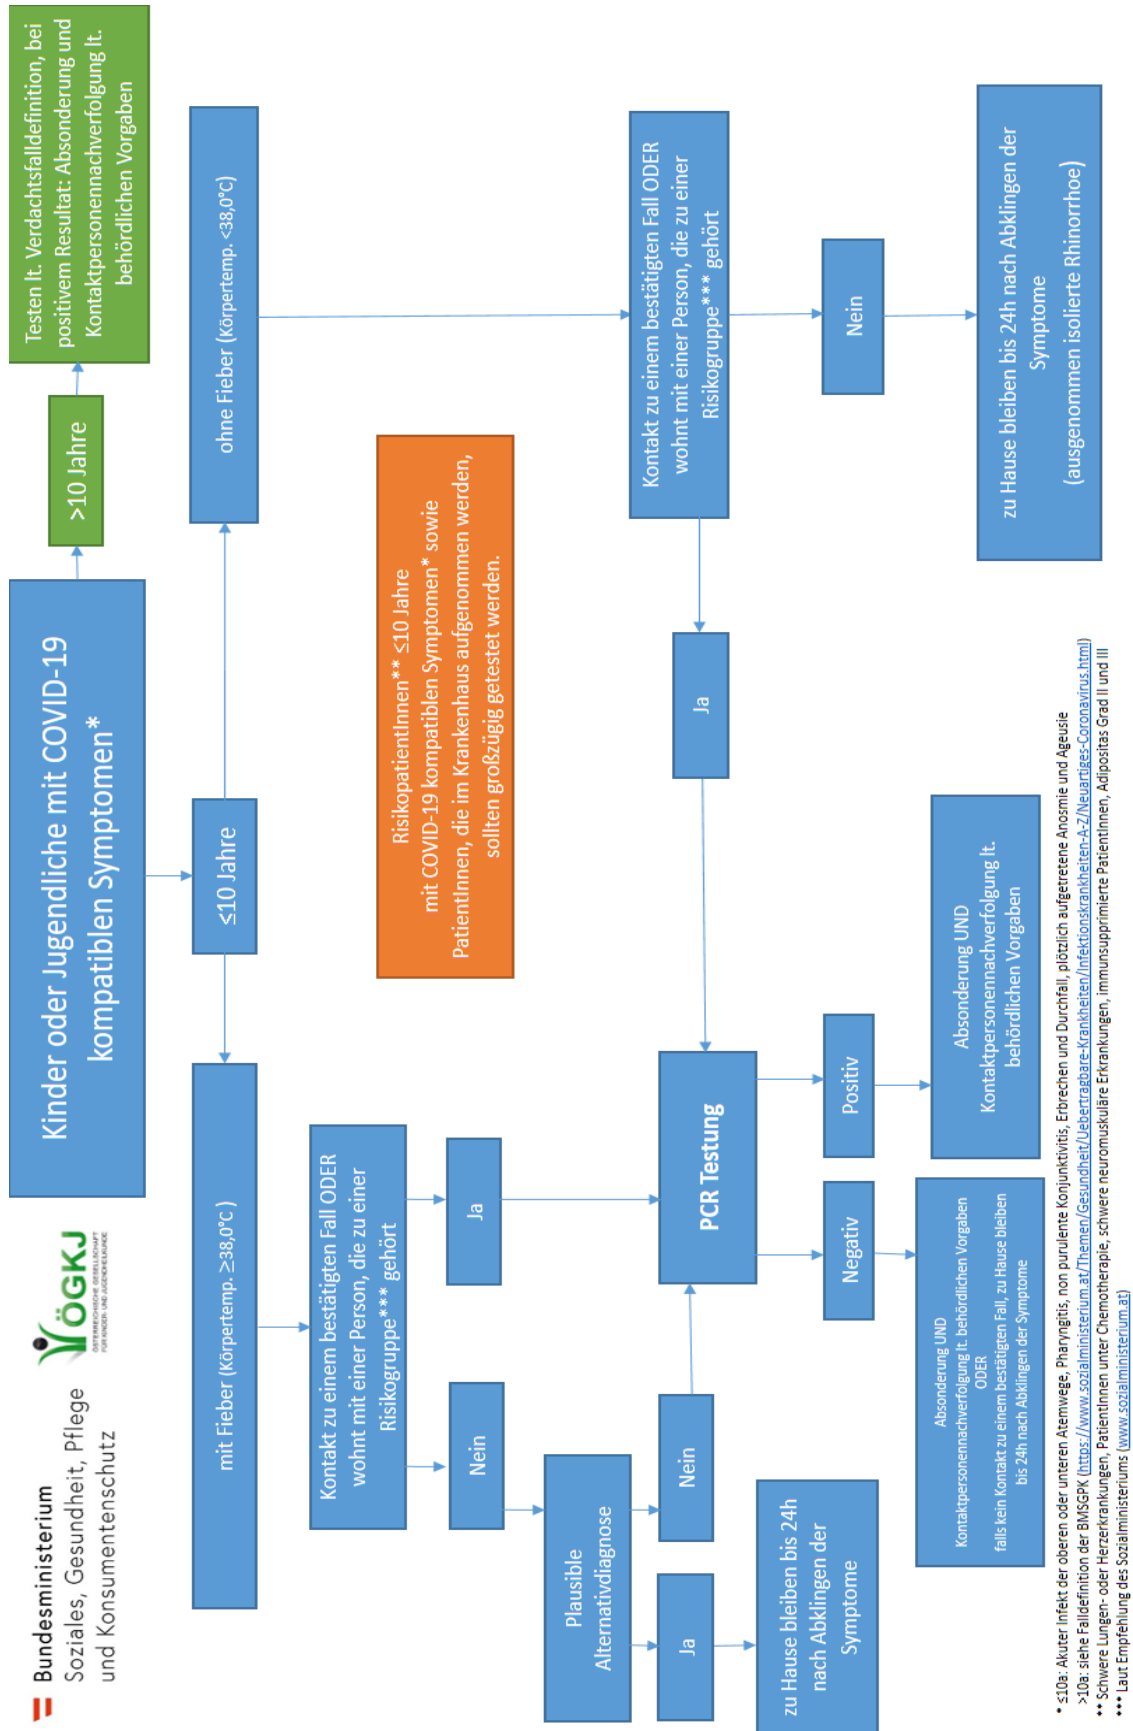 Bundesministerium
Soziales, Gesundheit, Pflege
und Konsumentenschutz
ÖGKJ
ÖSTERREICHISCHE GESELLSCHAFT
FÜR KINDER- UND JUGENDHEILKUNDE
Kinder oder Jugendliche mit COVID-19
kompatiblen Symptomen*
>10 Jahre
Testen lt. Verdachtsfalldefinition, bei
positivem Resultat: Absonderung und
Kontaktpersonennachverfolgung lt.
behördlichen Vorgaben
≤10 Jahre
mit Fieber (Körpertemp. ≥38,0°C )
ohne Fieber (Körpertemp. <38,0°C)
Kontakt zu einem bestätigten Fall ODER
wohnt mit einer Person, die zu einer
Risikogruppe*** gehört
RisikopatientInnen** ≤10 Jahre
mit COVID-19 kompatiblen Symptomen* sowie
PatientInnen, die im Krankenhaus aufgenommen werden,
sollten großzügig getestet werden.
Nein
Ja
Plausible
Alternativdiagnose
Kontakt zu einem bestätigten Fall ODER
wohnt mit einer Person, die zu einer
Risikogruppe*** gehört
Ja
Nein
PCR Testung
Ja
Nein
zu Hause bleiben bis 24h
nach Abklingen der
Symptome
Negativ
Positiv
Absonderung UND
Kontaktpersonennachverfolgung lt. behördlichen Vorgaben
ODER
falls kein Kontakt zu einem bestätigten Fall, zu Hause bleiben
bis 24h nach Abklingen der Symptome
Absonderung UND
Kontaktpersonennachverfolgung lt.
behördlichen Vorgaben
zu Hause bleiben bis 24h nach Abklingen der
Symptome
(ausgenommen isolierte Rhinorrhoe)
* ≤10a: Akuter Infekt der oberen oder unteren Atemwege, Pharyngitis, non purulente Konjunktivitis, Erbrechen und Durchfall, plötzlich aufgetretene Anosmie und Ageusie
>10a: siehe Falldefinition der BMSGPK (https://www.sozialministerium.at/Themen/Gesundheit/Uebertragbare-Krankheiten/Infektionskrankheiten-A-Z/Neuartiges-Coronavirus.html)
** Schwere Lungen- oder Herzerkrankungen, PatientInnen unter Chemotherapie, schwere neuromuskuläre Erkrankungen, immunsupprimierte PatientInnen, Adipositas Grad II und III
*** Laut Empfehlung des Sozialministeriums (www.sozialministerium.at)